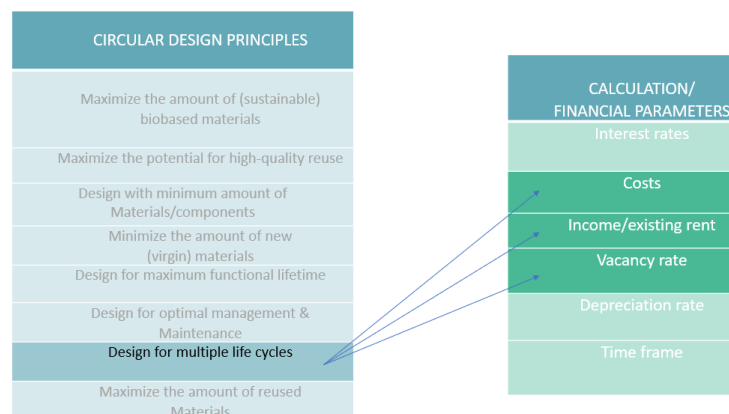 CIRCULAR DESIGN PRINCIPLES
Maximize the amount of (sustainable)
biobased materials
Maximize the potential for high-quality reuse
Design with minimum amount of
Materials/components
Minimize the amount of new
(virgin) materials
Design for maximum functional lifetime
Design for optimal management &
Maintenance
Design for multiple life cycles
Maximize the amount of reused
Materials
CALCULATION/
FINANCIAL PARAMETERS
Interest rates
Costs
Income/existing rent
Vacancy rate
Depreciation rate
Time frame